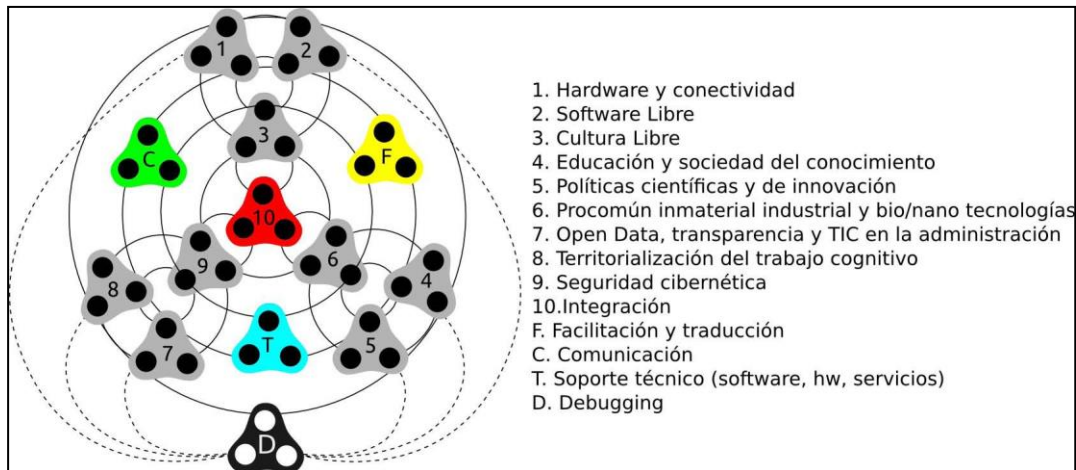 1
2
3
C
F
10
9
6
8
4
7
T
5
D
1. Hardware y conectividad
2. Software Libre
3. Cultura Libre
4. Educación y sociedad del conocimiento
5. Políticas científicas y de innovación
6. Procomún inmaterial industrial y bio/nano tecnologías
7. Open Data, transparencia y TIC en la administración
8. Territorialización del trabajo cognitivo
9. Seguridad cibernética
10.Integración
F. Facilitación y traducción
C. Comunicación
T. Soporte técnico (software, hw, servicios)
D. Debugging